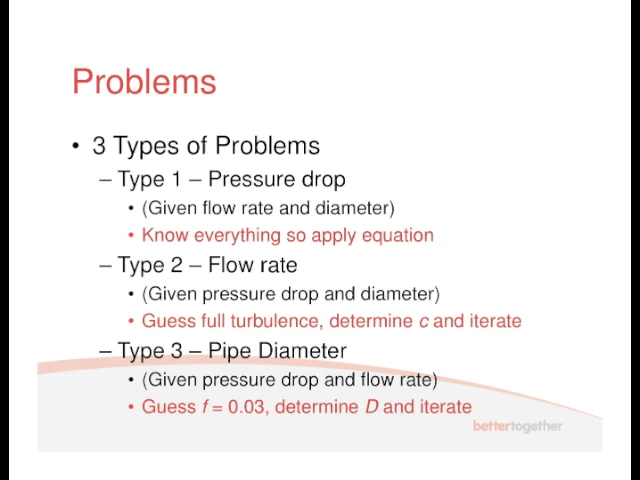 Problems
• 3 Types of Problems
– Type 1 – Pressure drop
• (Given flow rate and diameter)
• Know everything so apply equation
– Type 2 – Flow rate
• (Given pressure drop and diameter)
• Guess full turbulence, determine c and iterate
– Type 3 – Pipe Diameter
• (Given pressure drop and flow rate)
• Guess f = 0.03, determine D and iterate
bettertogether